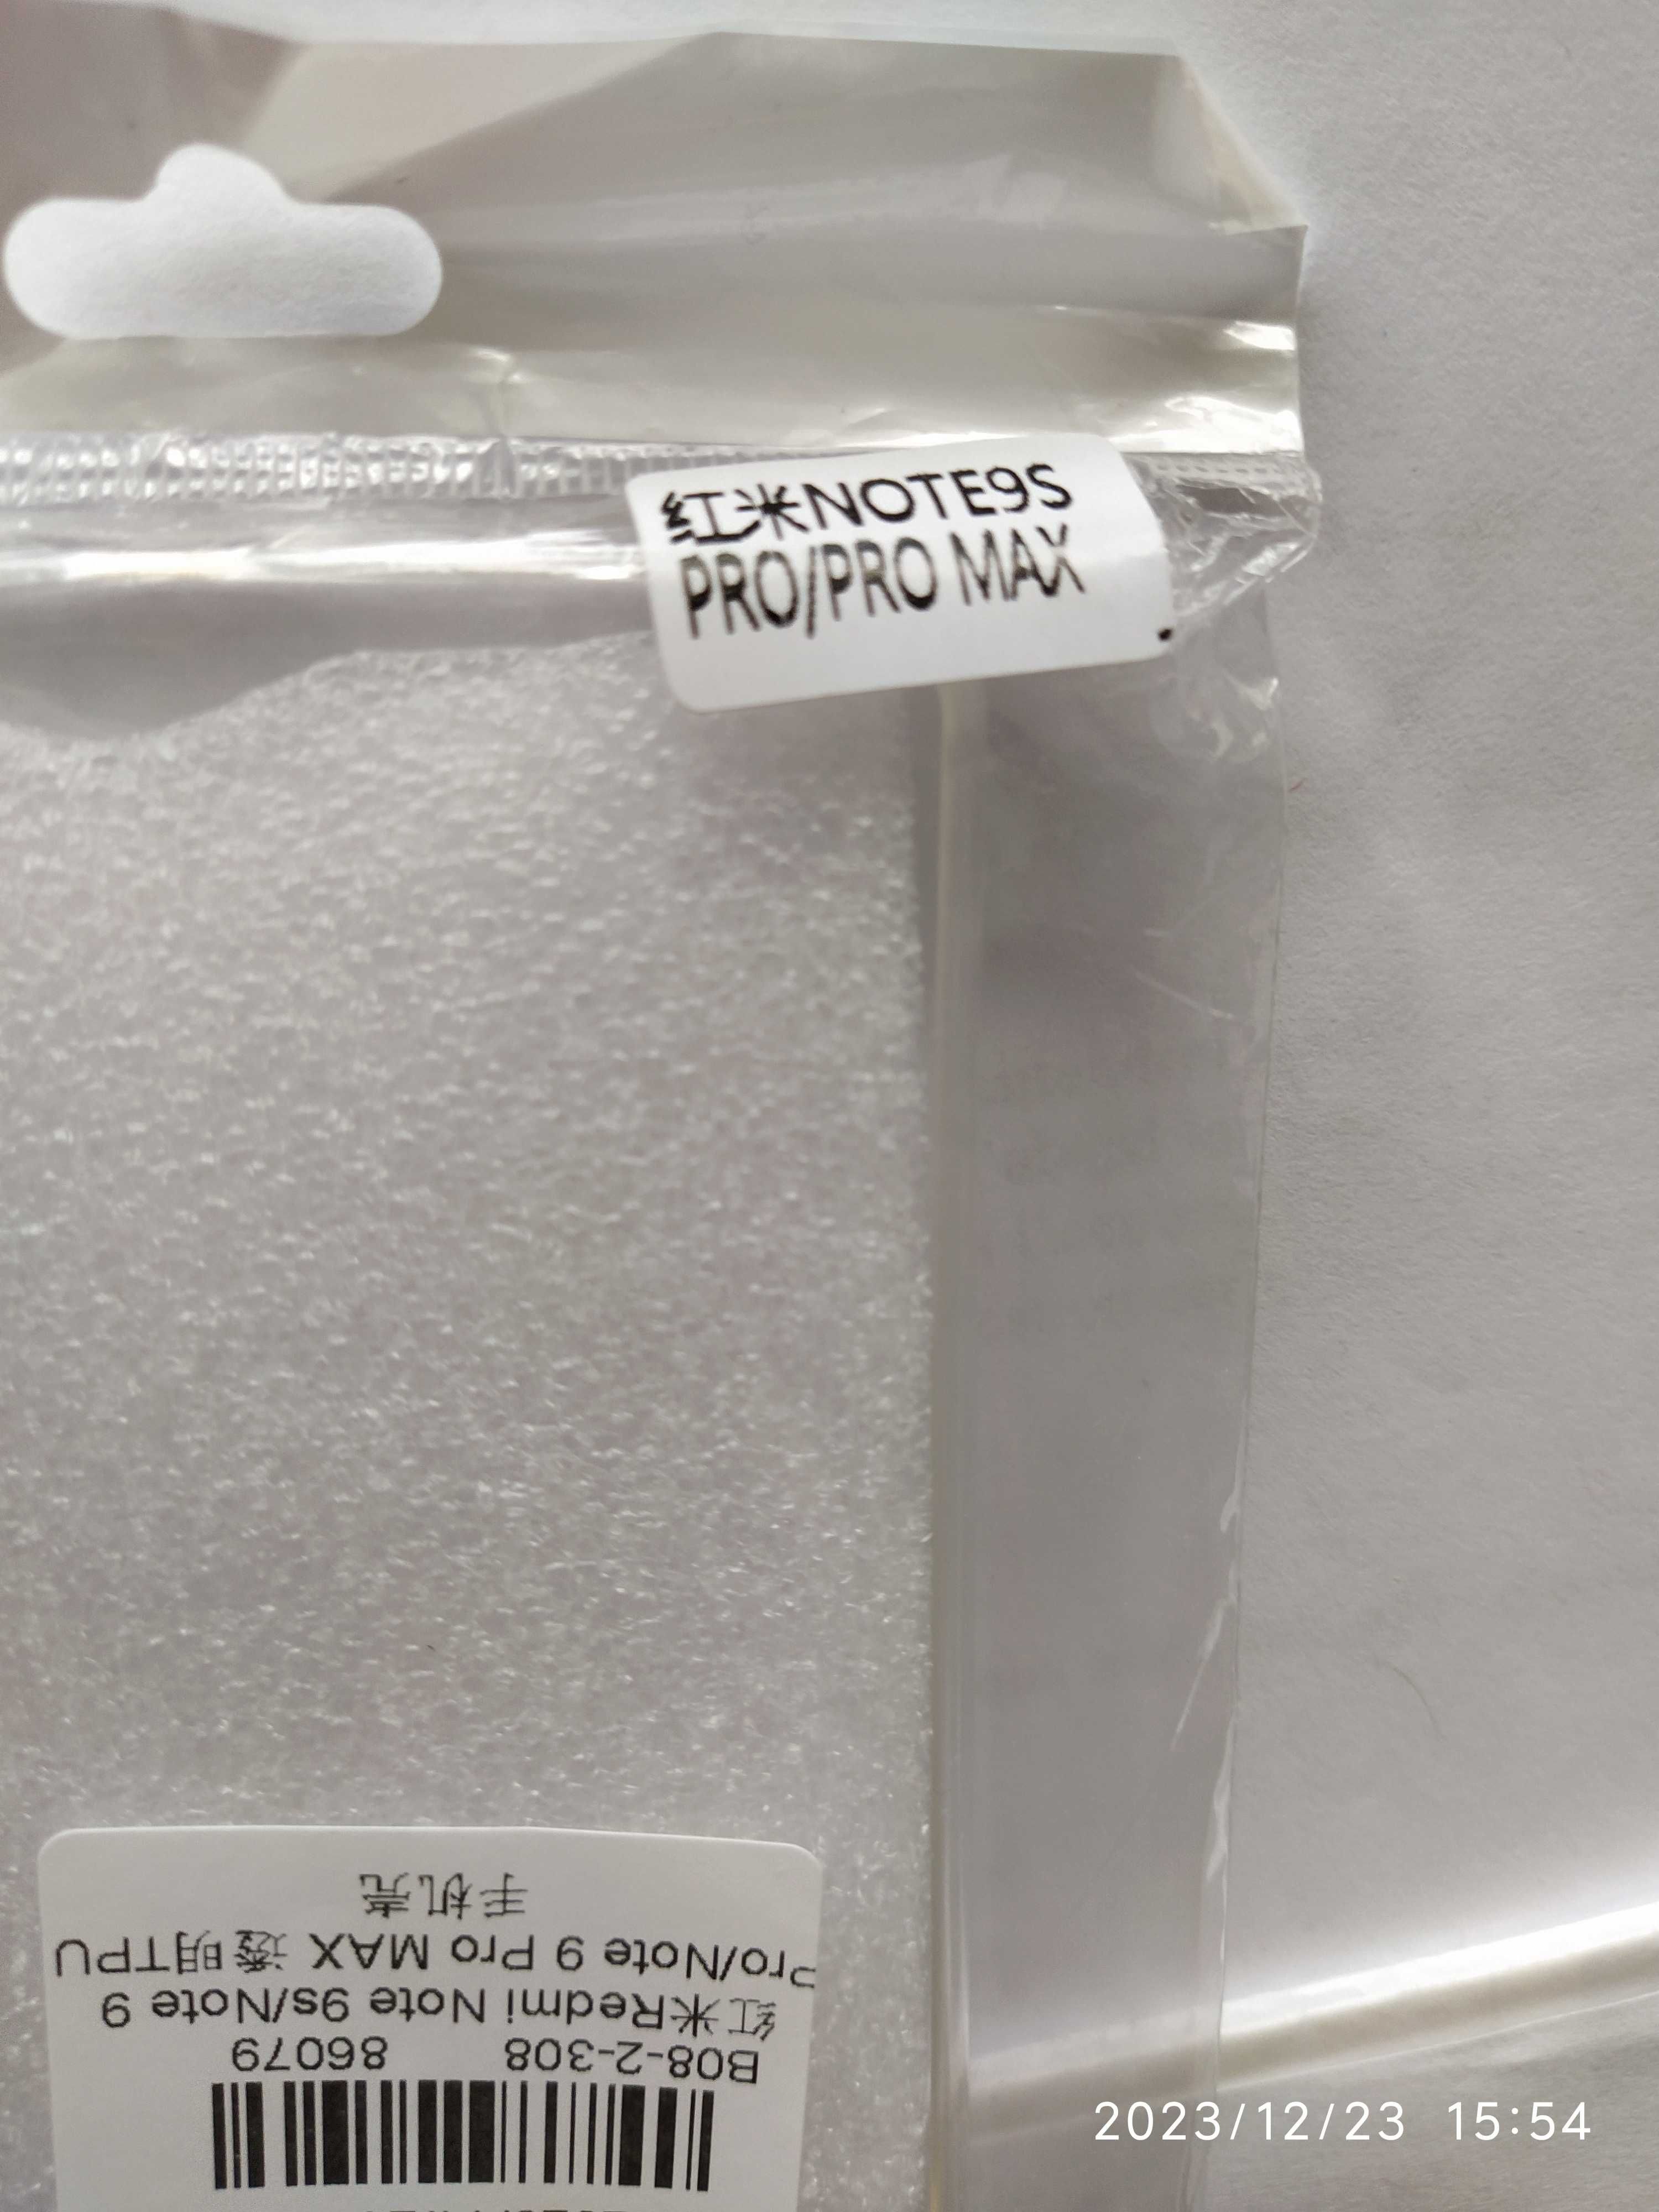 红米NOTE9S
PRO/PRO MAX
B08-2-308 86079
红米Redmi Note 9s/Note 9
Pro/Note 9 Pro MAX 透明TPU
手机壳
2023/12/23 15:54